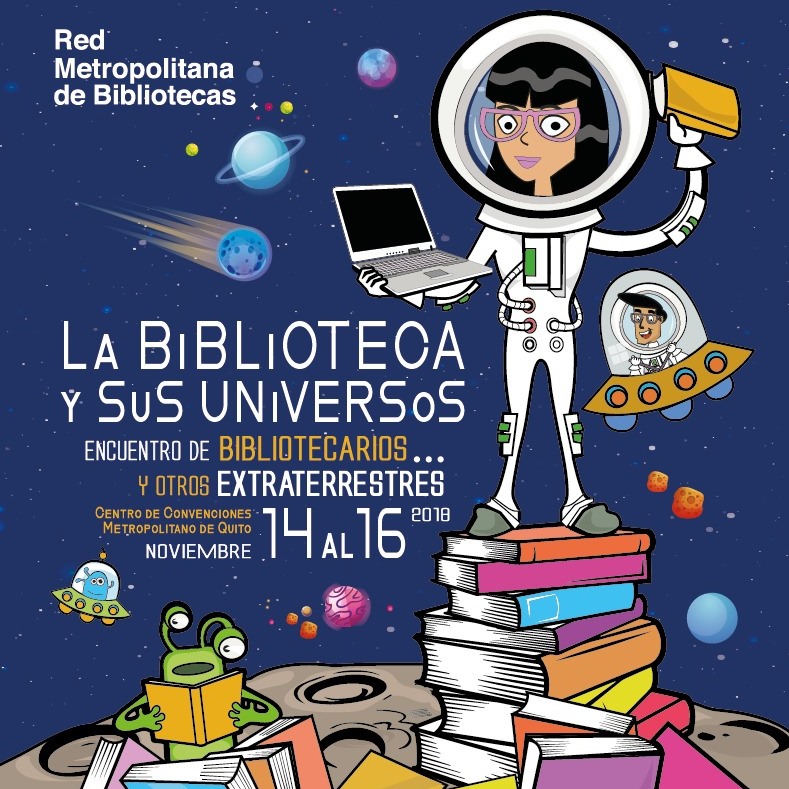 Red
Metropolitana
de Bibliotecas
LA BiBLiOTECA
Y SuS UNiVERSoS
ENCUENTRO DE BIBLIOTECARIOS...
Y OTROS EXTRATERRESTRES
CENTRO DE CONVENCIONES
METROPOLITANO DE QUITO
NOVIEMBRE 14 AL 16 2018